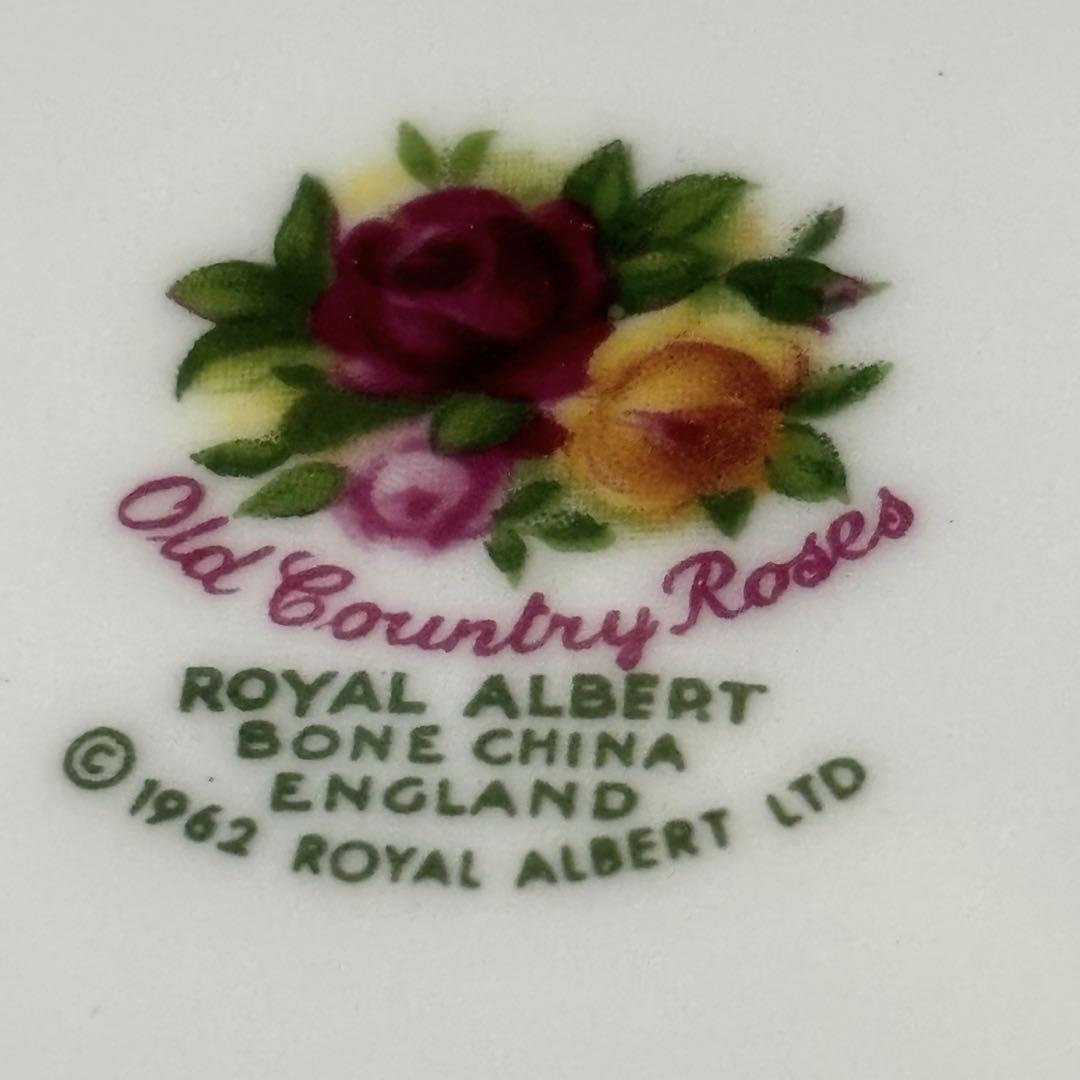 Old Country Roses
ROYAL ALBERT
BONE CHINA
ENGLAND
© 1962 ROYAL ALBERT LTD